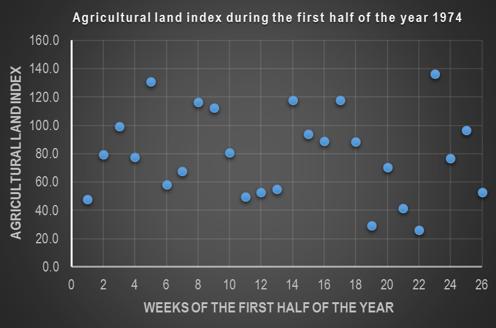 Agricultural land index during the first half of the year 1974
160.0
140.0
120.0
100.0
80.0
60.0
40.0
20.0
0.0
AGRICULTURAL LAND INDEX
0 2 4 6 8 10 12 14 16 18 20 22 24 26
WEEKS OF THE FIRST HALF OF THE YEAR